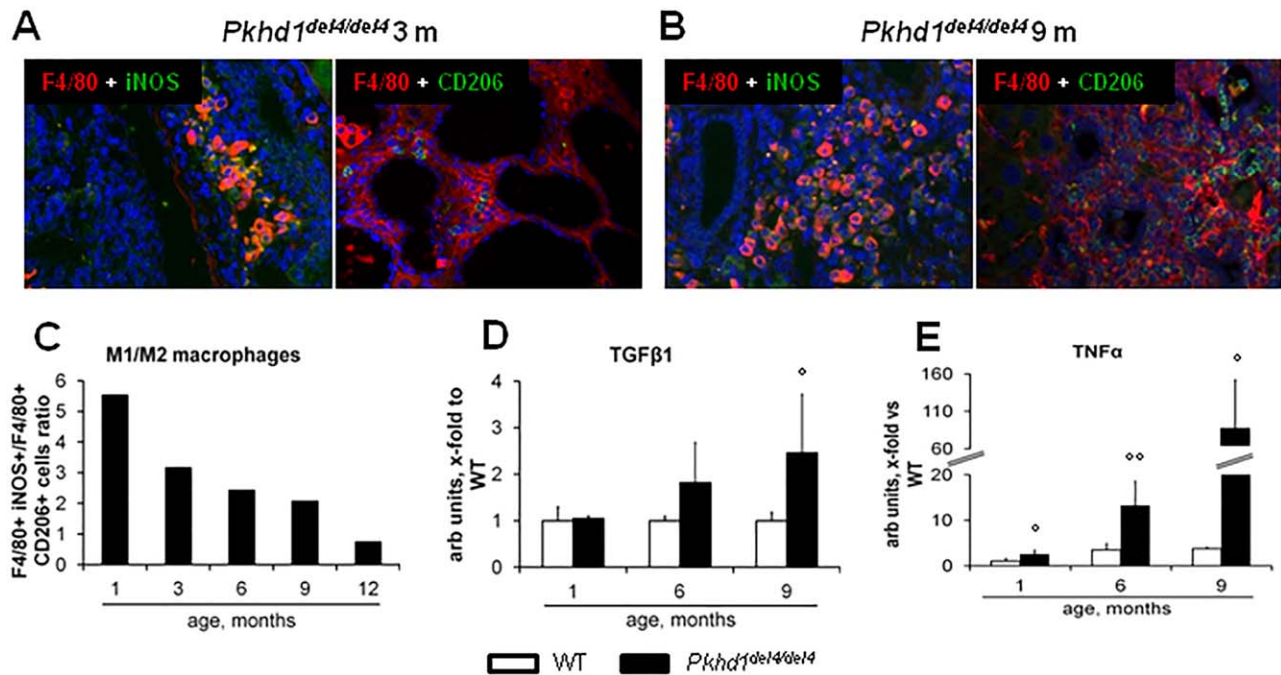 A
Pkhd1del4/del4 3 m
B
Pkhd1del4/del4 9 m
F4/80 + iNOS
F4/80 + CD206
F4/80 + iNOS
F4/80 + CD206
C
M1/M2 macrophages
F4/80+ iNOS+/F4/80+
CD206+ cells ratio
6
5
4
3
2
1
0
1 3 6 9 12
age, months
D
TGFβ1
arb units, x-fold to
WT
4
3
2
1
0
1 6 9
age, months
E
TNFα
arb units, x-fold vs
WT
160
110
60
20
10
0
1 6 9
age, months
WT
Pkhd1del4/del4